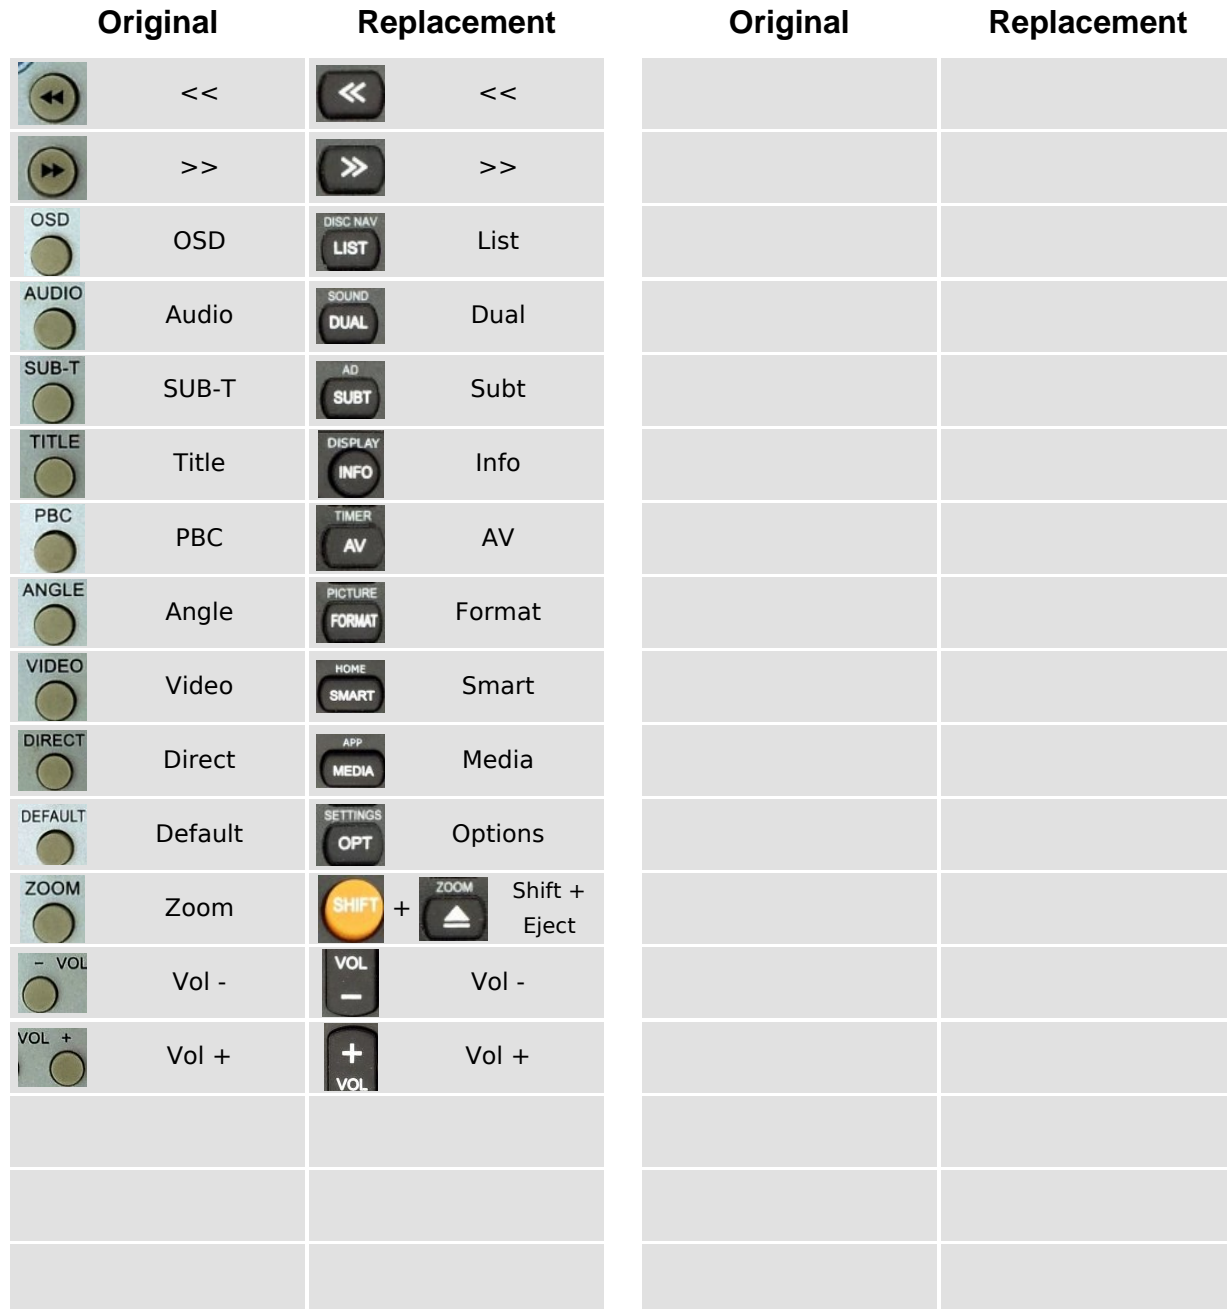 Original Replacement Original Replacement
<< <<
>> >>
OSD OSD DISC NAV LIST List
AUDIO Audio SOUND DUAL Dual
SUB-T SUB-T AD SUBT Subt
TITLE Title DISPLAY INFO Info
PBC PBC TIMER AV AV
ANGLE Angle PICTURE FORMAT Format
VIDEO Video HOME SMART Smart
DIRECT Direct APP MEDIA Media
DEFAULT Default SETTINGS OPT Options
ZOOM Zoom SHIFT + ZOOM Shift +
Eject
- VOL Vol - VOL - Vol -
VOL + Vol + + VOL Vol +